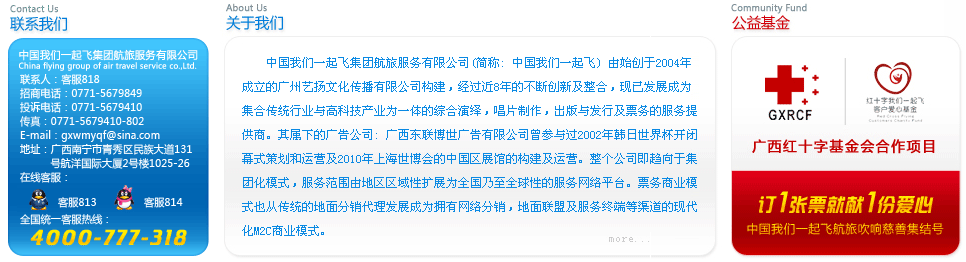 Contact Us
联系我们
中国我们一起飞集团航旅服务有限公司
China flying group of air travel service co.,Ltd.
联系人：客服818
招商电话：0771-5679849
投诉电话：0771-5679410
传真：0771-5679410-802
E-mail：gxwmyqf@sina.com
地址：广西南宁市青秀区民族大道131
号航洋国际大厦2号楼1025-26
在线客服：
客服813 客服814
全国统一客服热线：
4000-777-318
About Us
关于我们
中国我们一起飞集团航旅服务有限公司(简称：中国我们一起飞）由始创于2004年
成立的广州艺扬文化传播有限公司构建，经过近8年的不断创新及整合，现已发展成为
集合传统行业与高科技产业为一体的综合演绎，唱片制作，出版与发行及票务的服务提
供商。其属下的广告公司：广西东联博世广告有限公司曾参与过2002年韩日世界杯开闭
幕式策划和运营及2010年上海世博会的中国区展馆的构建及运营。整个公司即趋向于集
团化模式，服务范围由地区区域性扩展为全国乃至全球性的服务网络平台。票务商业模
式也从传统的地面分销代理发展成为拥有网络分销，地面联盟及服务终端等渠道的现代
化M2C商业模式。
more...
Community Fund
公益基金
GXRCF
红十字我们一起飞
客户爱心基金
Red Cross Flying
Customers Charity Fund
广西红十字基金会合作项目
订1张票就献1份爱心
中国我们一起飞航旅吹响慈善集结号